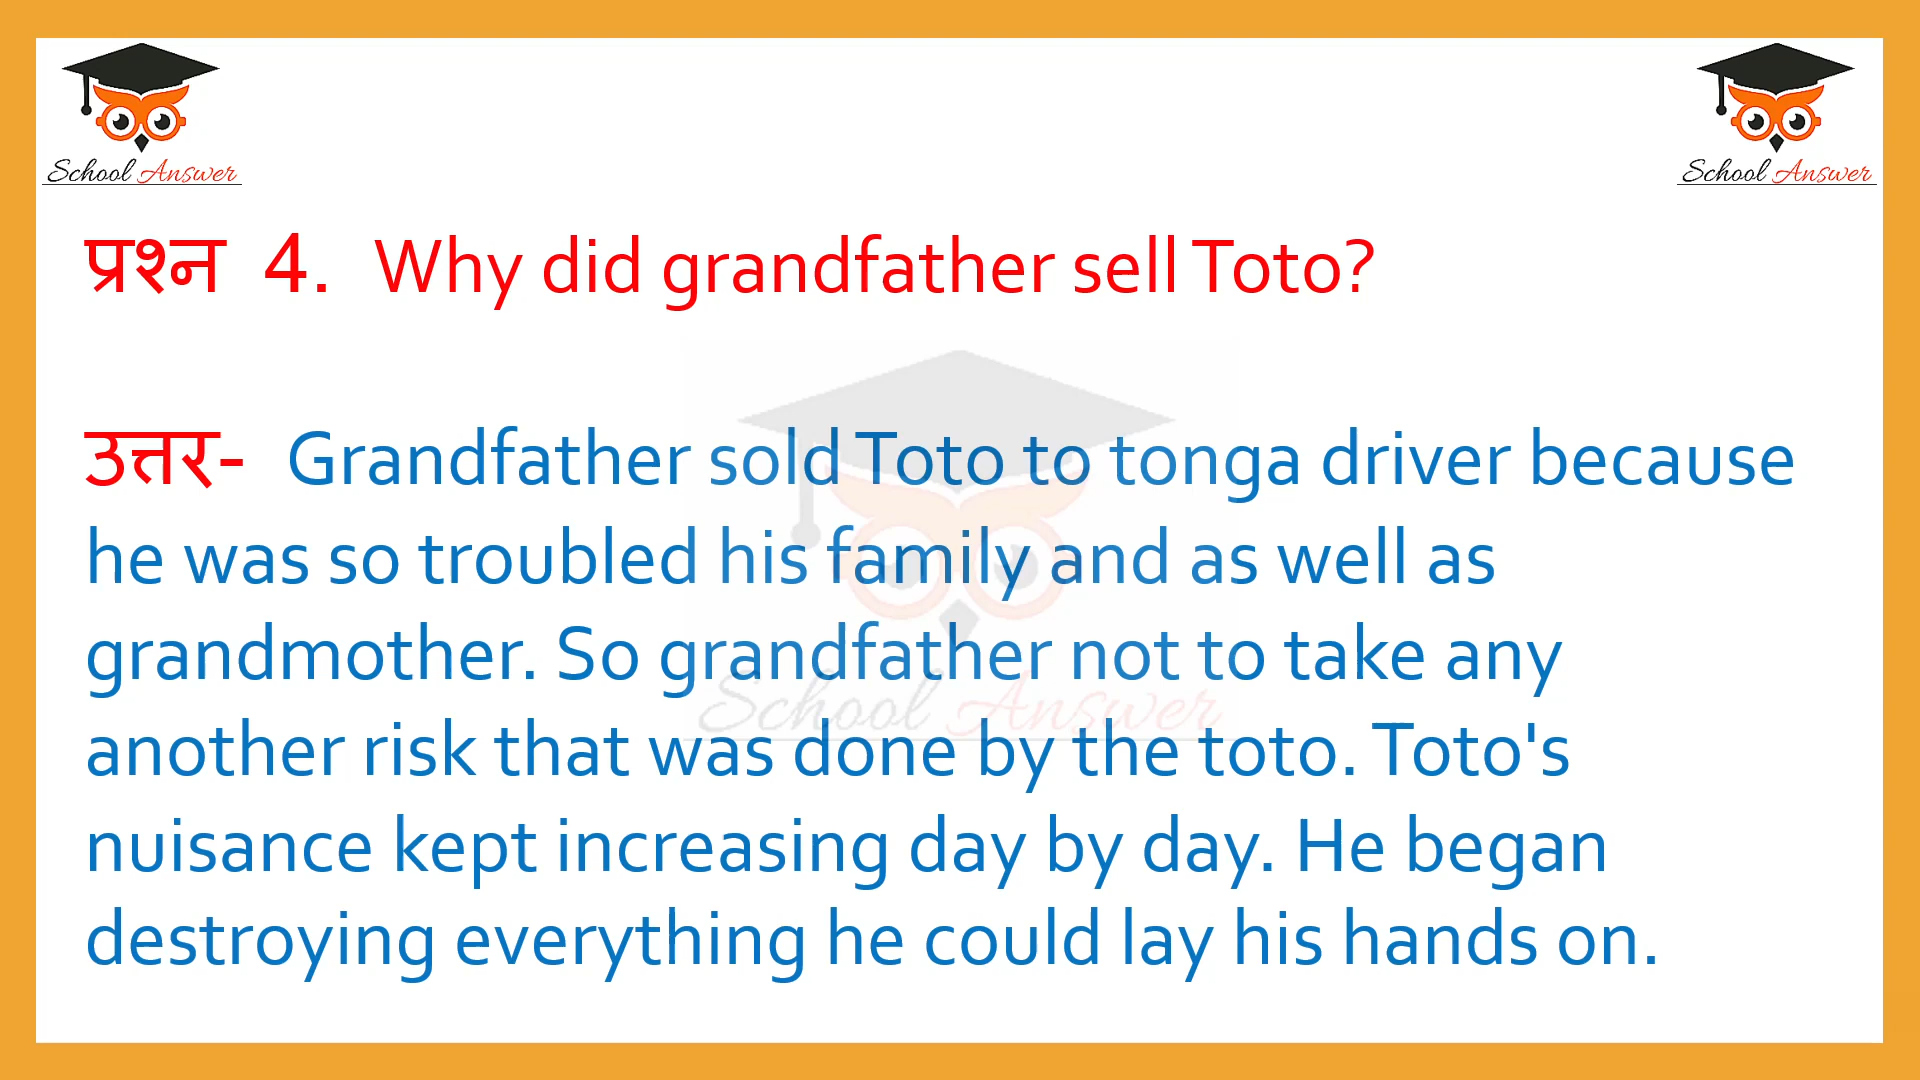 School Answer School Answer
प्रश्न 4. Why did grandfather sell Toto?
उत्तर- Grandfather sold Toto to tonga driver because
he was so troubled his family and as well as
grandmother. So grandfather not to take any
School Answer
another risk that was done by the toto. Toto's
nuisance kept increasing day by day. He began
destroying everything he could lay his hands on.